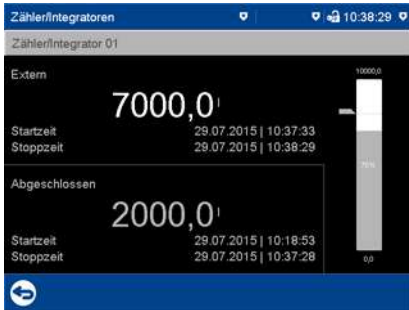 Zähler/Integratoren 10:38:29
Zähler/Integrator 01
Extern
10000,0
7000,0 l
Startzeit 29.07.2015 | 10:37:33
Stoppzeit 29.07.2015 | 10:38:29
70%
Abgeschlossen
2000,0 l
Startzeit 29.07.2015 | 10:18:53
Stoppzeit 29.07.2015 | 10:37:28
0,0